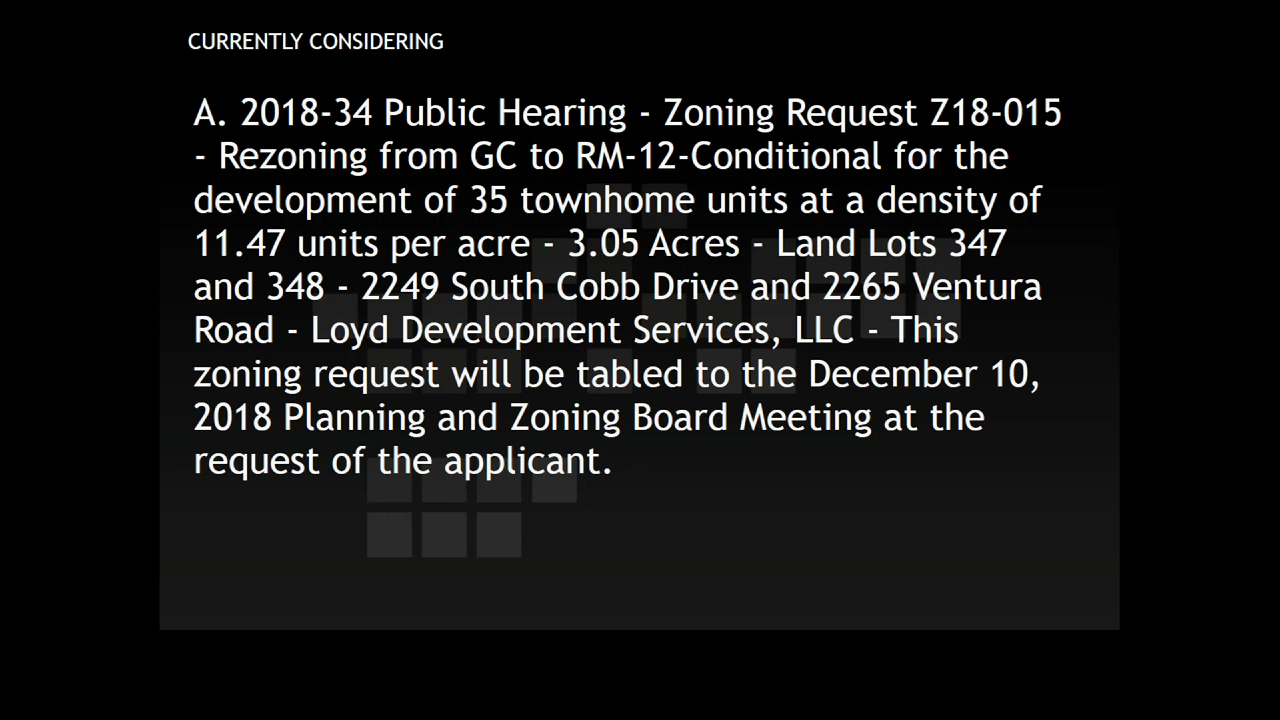 CURRENTLY CONSIDERING
A. 2018-34 Public Hearing - Zoning Request Z18-015
- Rezoning from GC to RM-12-Conditional for the
development of 35 townhome units at a density of
11.47 units per acre - 3.05 Acres - Land Lots 347
and 348 - 2249 South Cobb Drive and 2265 Ventura
Road - Loyd Development Services, LLC - This
zoning request will be tabled to the December 10,
2018 Planning and Zoning Board Meeting at the
request of the applicant.